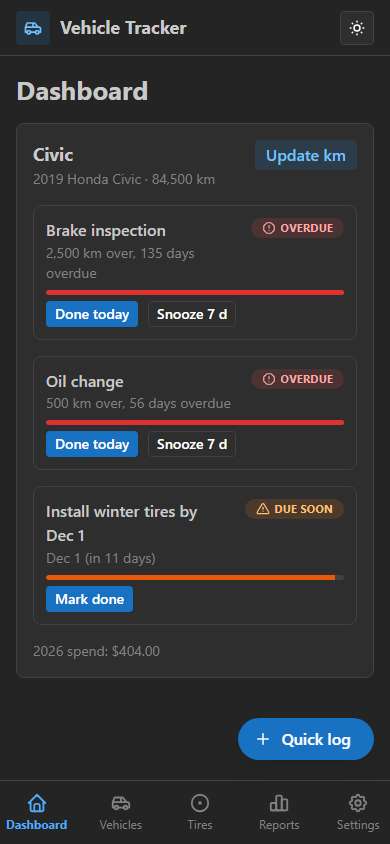 Vehicle Tracker
Dashboard
Civic
Update km
2019 Honda Civic · 84,500 km
Brake inspection
OVERDUE
2,500 km over, 135 days
overdue
Done today
Snooze 7 d
Oil change
OVERDUE
500 km over, 56 days overdue
Done today
Snooze 7 d
Install winter tires by
Dec 1
DUE SOON
Dec 1 (in 11 days)
Mark done
2026 spend: $404.00
+ Quick log
Dashboard
Vehicles
Tires
Reports
Settings